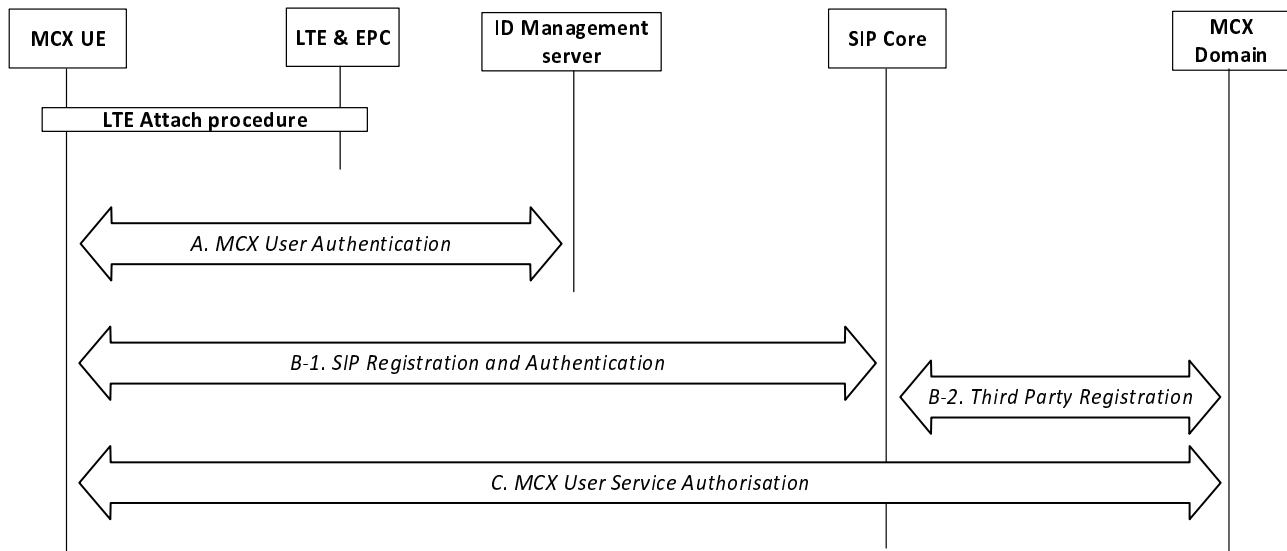 MCX UE
LTE & EPC
ID Management
server
SIP Core
MCX
Domain
LTE Attach procedure
A. MCX User Authentication
B-1. SIP Registration and Authentication
B-2. Third Party Registration
C. MCX User Service Authorisation